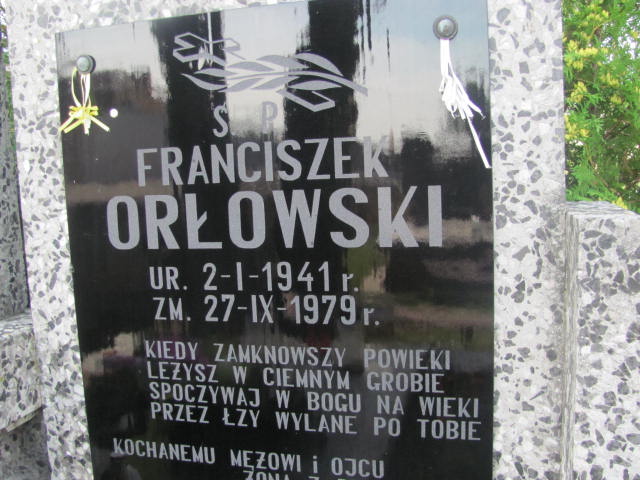 Ś P
FRANCISZEK
ORŁOWSKI
UR. 2-I-1941 r.
ZM. 27-IX-1979 r.
KIEDY ZAMKNOWSZY POWIEKI
LEŻYSZ W CIEMNYM GROBIE
SPOCZYWAJ W BOGU NA WIEKI
PRZEZ ŁZY WYLANE PO TOBIE
KOCHANEMU MĘŻOWI i OJCU
ŻONA Z